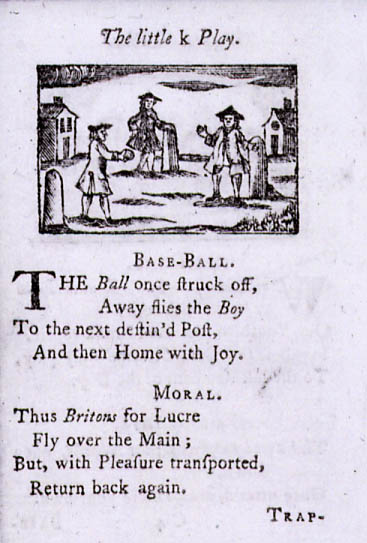 The little k Play.
BASE-BALL.
THE Ball once ſtruck off,
Away flies the Boy
To the next deſtin'd Poſt,
And then Home with Joy.
MORAL.
Thus Britons for Lucre
Fly over the Main;
But, with Pleaſure tranſported,
Return back again.
TRAP-